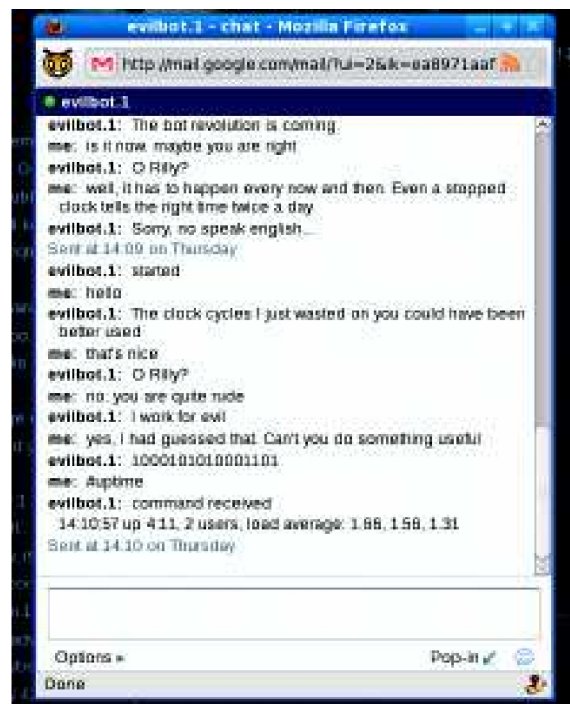 evilbot.1 - chat - Mozilla Firefox
http://mail.google.com/mail/?ui=2&ik=ea8971aaf
evilbot.1
evilbot.1: The bot revolution is coming
me: is it now. maybe you are right
evilbot.1: O Rilly?
me: well, it has to happen every now and then. Even a stopped
clock tells the right time twice a day
evilbot.1: Sorry, no speak english...
Sent at 14:09 on Thursday
evilbot.1: started
me: hello
evilbot.1: The clock cycles I just wasted on you could have been
better used
me: that's nice
evilbot.1: O Rilly?
me: no. you are quite rude
evilbot.1: I work for evil
me: yes, I had guessed that. Can't you do something useful
evilbot.1: 1000101010001101
me: #uptime
evilbot.1: command received
14:10:57 up 4:11, 2 users, load average: 1.66, 1.56, 1.31
Sent at 14:10 on Thursday
Options
Pop-in
Done